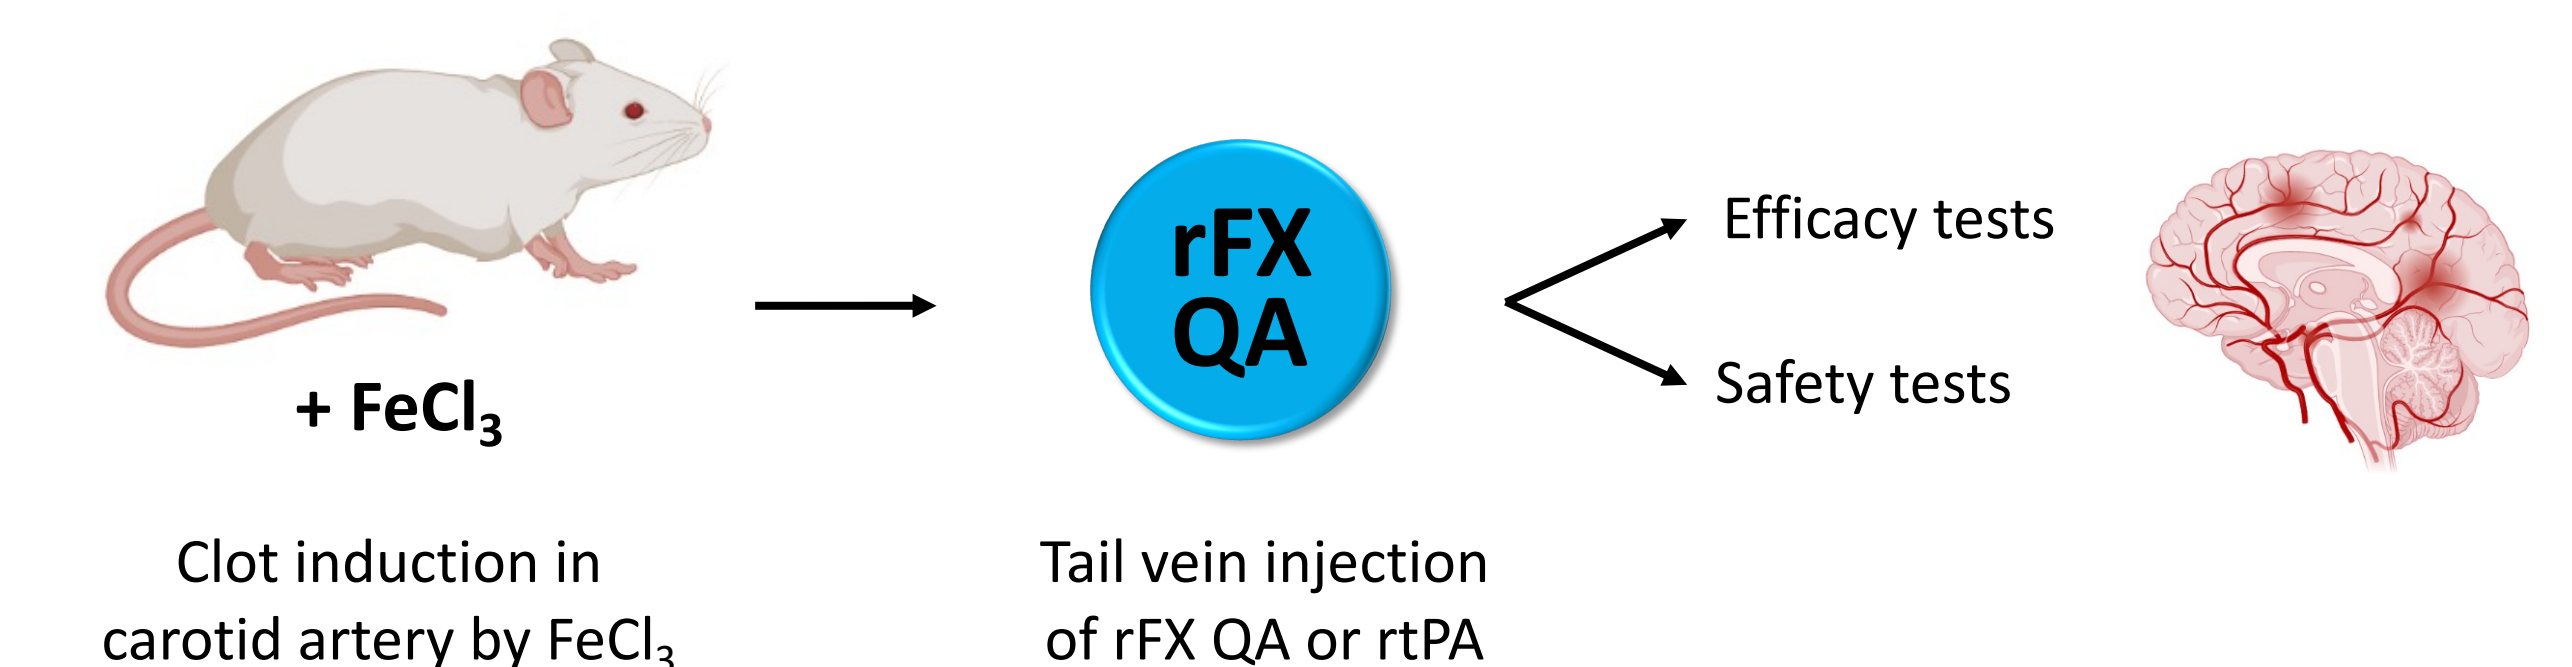 + FeCl₃
Clot induction in
carotid artery by FeCl₃
rFX
QA
Tail vein injection
of rFX QA or rtPA
Efficacy tests
Safety tests